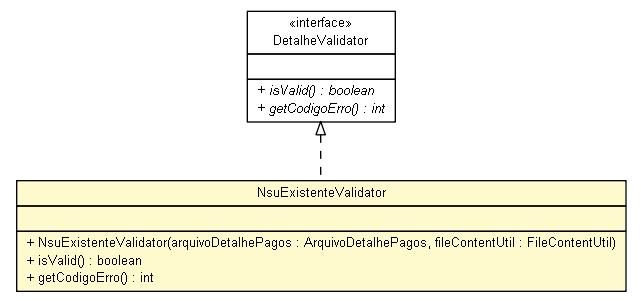 «interface»
DetalheValidator
+ isValid() : boolean
+ getCodigoErro() : int
NsuExistenteValidator
+ NsuExistenteValidator(arquivoDetalhePagos : ArquivoDetalhePagos, fileContentUtil : FileContentUtil)
+ isValid() : boolean
+ getCodigoErro() : int